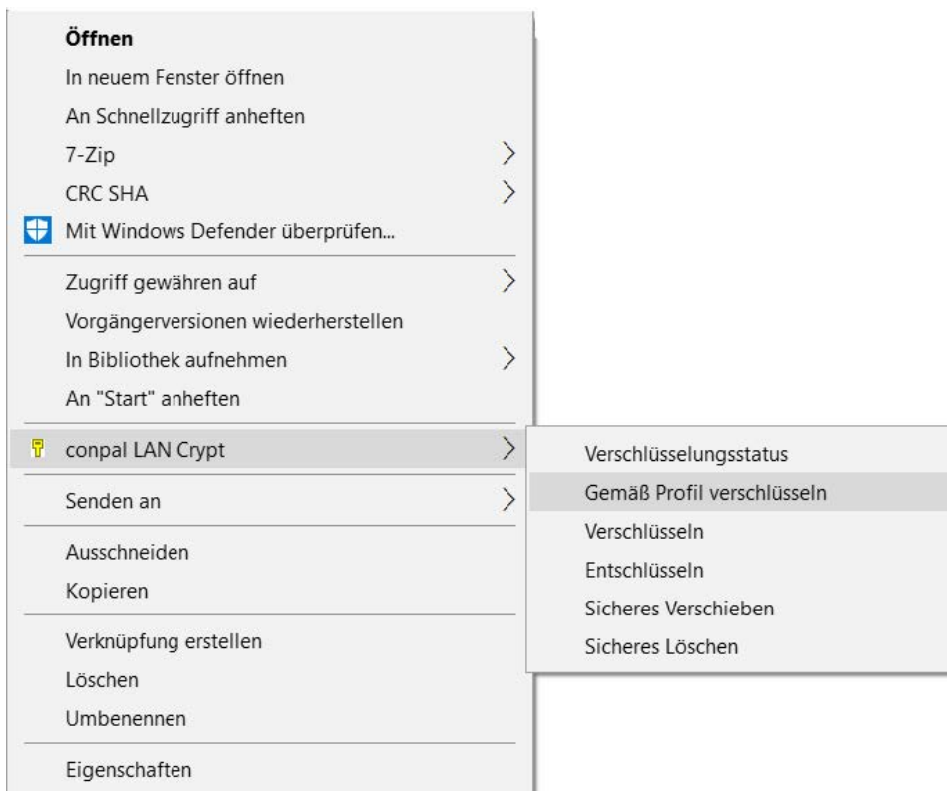 Öffnen
In neuem Fenster öffnen
An Schnellzugriff anheften
7-Zip
CRC SHA
Mit Windows Defender überprüfen...
Zugriff gewähren auf
Vorgängerversionen wiederherstellen
In Bibliothek aufnehmen
An "Start" anheften
conpal LAN Crypt
Senden an
Ausschneiden
Kopieren
Verknüpfung erstellen
Löschen
Umbenennen
Eigenschaften
Verschlüsselungsstatus
Gemäß Profil verschlüsseln
Verschlüsseln
Entschlüsseln
Sicheres Verschieben
Sicheres Löschen